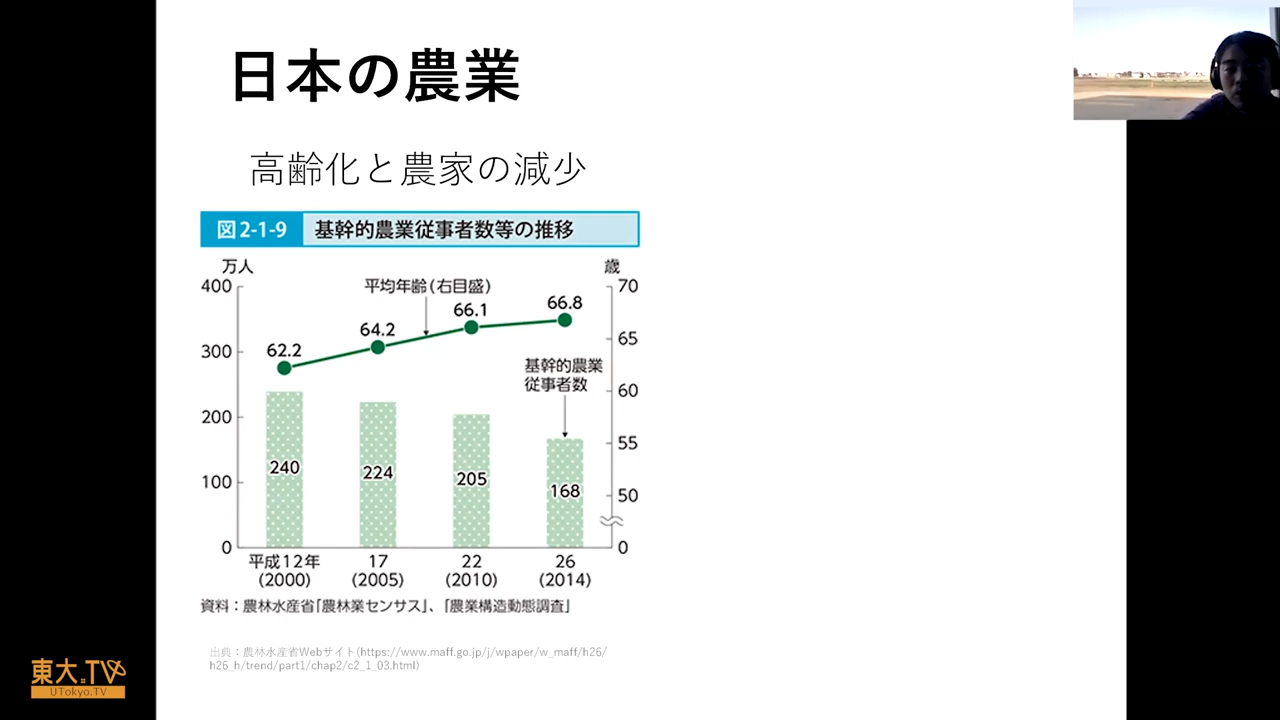 日本の農業
高齢化と農家の減少
図2-1-9 基幹的農業従事者数等の推移
万人 歳
400 平均年齢(右目盛) 70
62.2 64.2 66.1 66.8
300 65
基幹的農業
従事者数
60
200
55
240 224 205 168
100 50
0 0
平成12年 17 22 26
(2000) (2005) (2010) (2014)
資料:農林水産省「農林業センサス」、「農業構造動態調査」
出典:農林水産省Webサイト(https://www.maff.go.jp/j/wpaper/w_maff/h26/
h26_h/trend/part1/chap2/c2_1_03.html)
東大.TV
UTokyo.TV